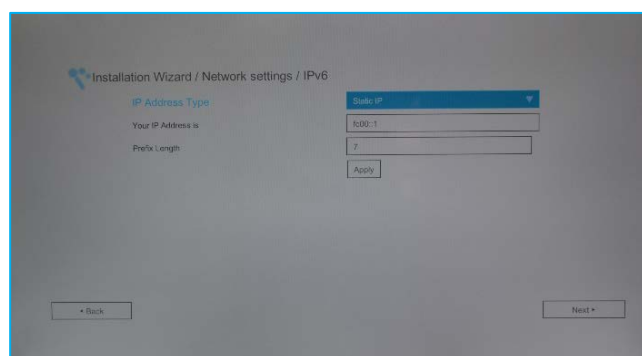 Installation Wizard / Network settings / IPv6
IP Address Type
Static IP
Your IP Address is
fc00::1
Prefix Length
7
Apply
Back
Next